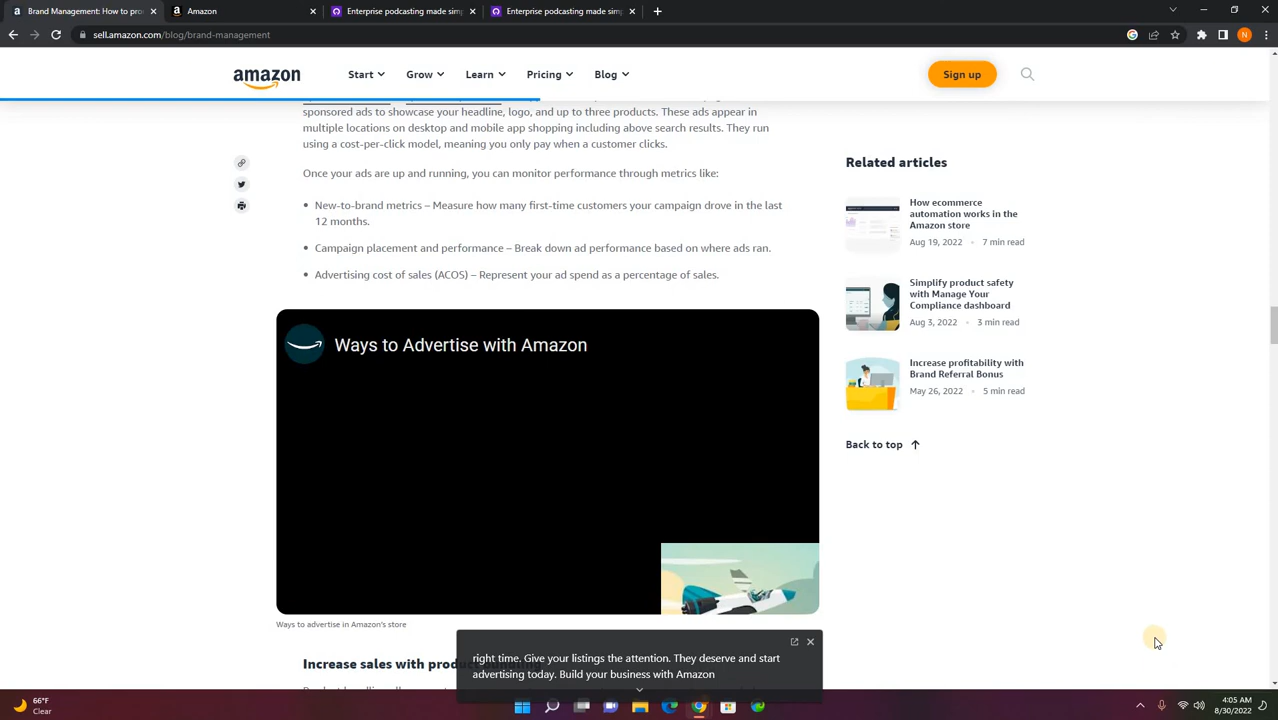 How to Manage and Pro
Amazon
Enterprise Email sim
Enterprise Email sim
sell.amazon.com/blog/brand-management
N
amazon
Start
Grow
Learn
Pricing
Blog
Sign up
sponsored ads to showcase your headline, logo, and up to three products. These ads appear in
multiple locations on desktop and mobile app shopping including above search results. They run
using a cost-per-click model, meaning you only pay when a customer clicks.
Once your ads are up and running, you can monitor performance through metrics like:
• New-to-brand metrics – Measure how many first-time customers your campaign drove in the last
12 months.
• Campaign placement and performance – Break down ad performance based on where ads ran.
• Advertising cost of sales (ACOS) – Represent your ad spend as a percentage of sales.
Ways to Advertise with Amazon
Ways to advertise in Amazon's store
Increase sales with product
Related articles
How ecommerce
automation works in the
Amazon store
Aug 19, 2022 • 7 min read
Simplify product safety
with Manage Your
Compliance dashboard
Aug 3, 2022 • 3 min read
Increase profitability with
Brand Referral Bonus
May 26, 2022 • 5 min read
Back to top
right time. Give your listings the attention. They deserve and start
advertising today. Build your business with Amazon
66°F
Clear
4:05 AM
8/30/2022